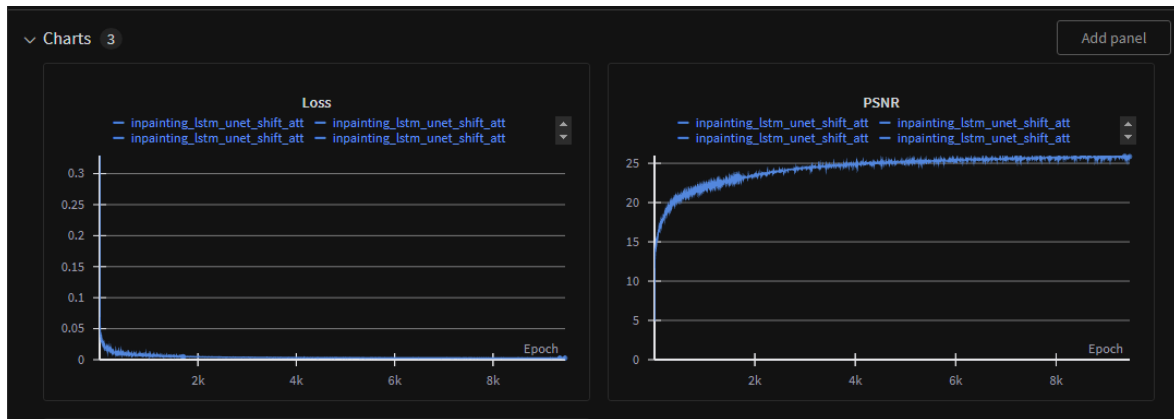 Charts 3
Add panel
Loss
inpainting_lstm_unet_shift_att inpainting_lstm_unet_shift_att
inpainting_lstm_unet_shift_att inpainting_lstm_unet_shift_att
0.3
0.25
0.2
0.15
0.1
0.05
0
Epoch
2k 4k 6k 8k
PSNR
inpainting_lstm_unet_shift_att inpainting_lstm_unet_shift_att
inpainting_lstm_unet_shift_att inpainting_lstm_unet_shift_att
25
20
15
10
5
0
Epoch
2k 4k 6k 8k